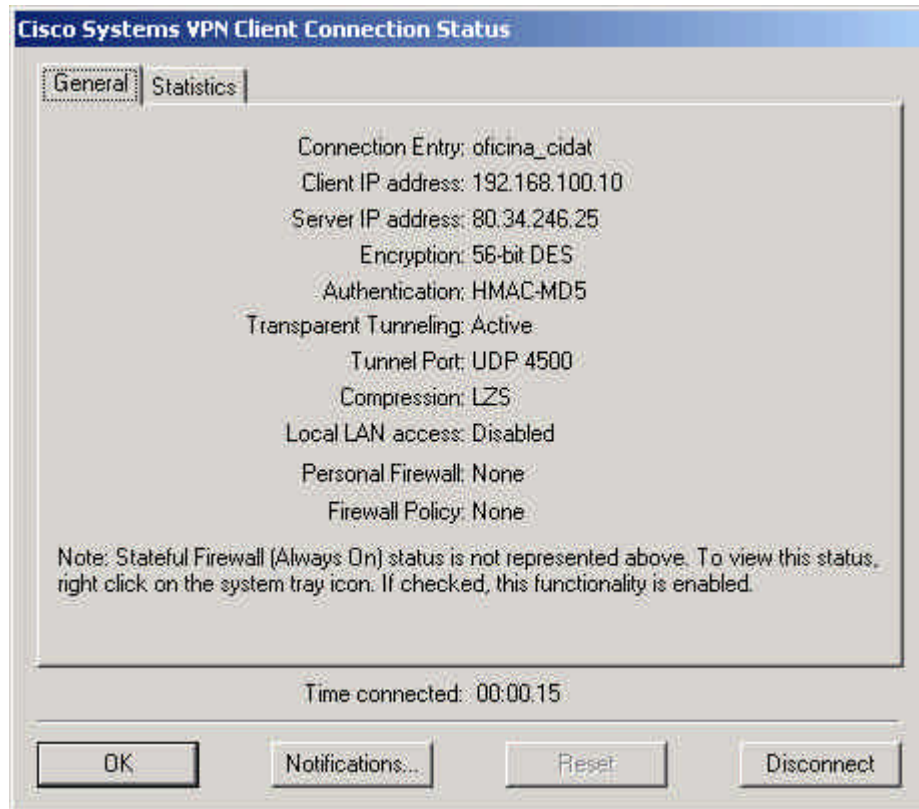 Cisco Systems VPN Client Connection Status
General Statistics
Connection Entry: oficina_cidat
Client IP address: 192.168.100.10
Server IP address: 80.34.246.25
Encryption: 56-bit DES
Authentication: HMAC-MD5
Transparent Tunneling: Active
Tunnel Port: UDP 4500
Compression: LZS
Local LAN access: Disabled
Personal Firewall: None
Firewall Policy: None
Note: Stateful Firewall (Always On) status is not represented above. To view this status,
right click on the system tray icon. If checked, this functionality is enabled.
Time connected: 00:00.15
OK Notifications... Reset Disconnect